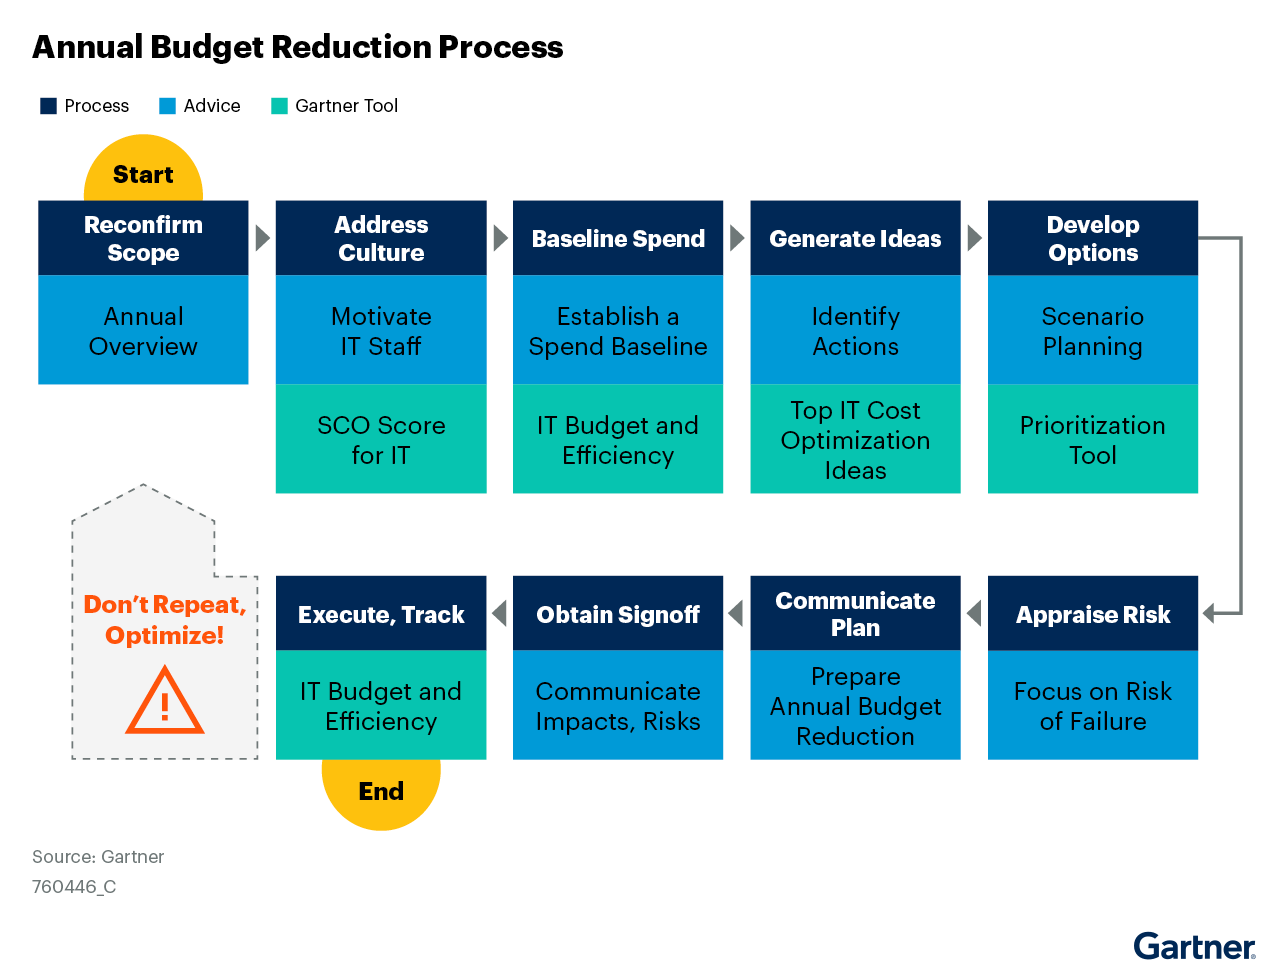 Annual Budget Reduction Process
Process
Advice
Gartner Tool
Start
Reconfirm
Scope
Annual
Overview
Address
Culture
Motivate
IT Staff
SCO Score
for IT
Baseline Spend
Establish a
Spend Baseline
IT Budget and
Efficiency
Generate Ideas
Identify
Actions
Top IT Cost
Optimization
Ideas
Develop
Options
Scenario
Planning
Prioritization
Tool
Appraise Risk
Focus on Risk
of Failure
Communicate
Plan
Prepare
Annual Budget
Reduction
Obtain Signoff
Communicate
Impacts, Risks
Execute, Track
IT Budget and
Efficiency
End
Don't Repeat,
Optimize!
!
Source: Gartner
760446_C
Gartner®